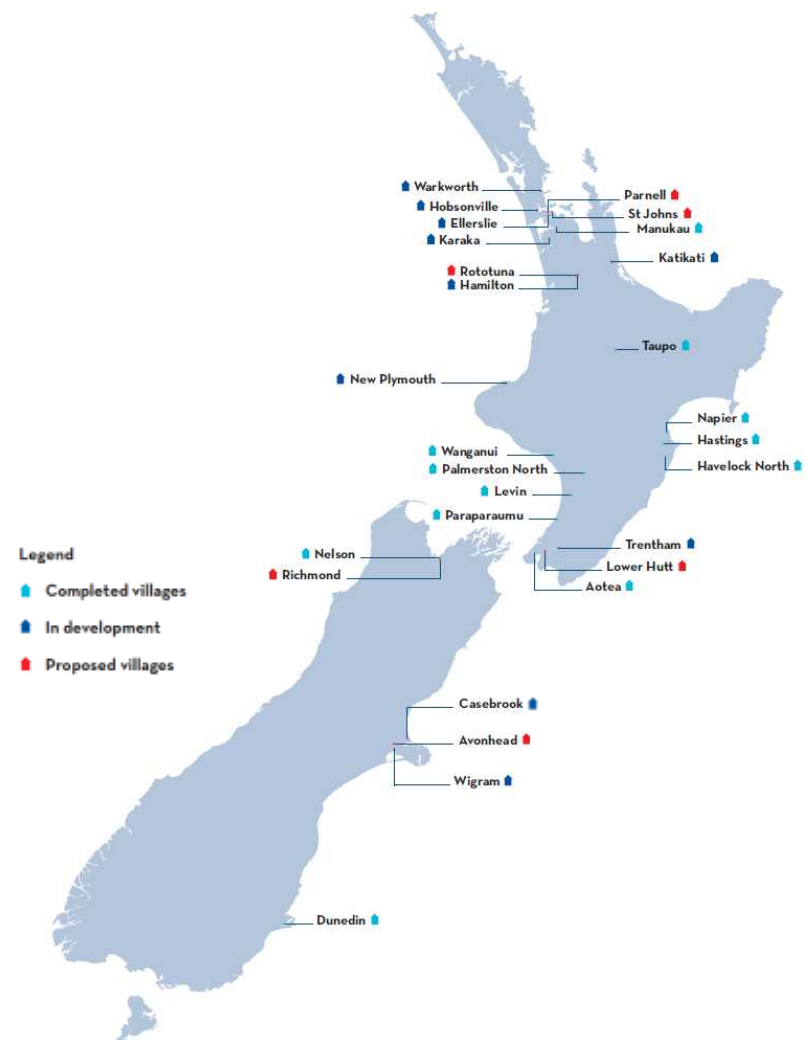 Warkworth
Hobsonville
Ellerslie
Karaka
Parnell
St Johns
Manukau
Katikati
Rototuna
Hamilton
Taupo
New Plymouth
Napier
Hastings
Havelock North
Wanganui
Palmerston North
Levin
Paraparaumu
Trentham
Lower Hutt
Aotea
Nelson
Richmond
Legend
Completed villages
In development
Proposed villages
Casebrook
Avonhead
Wigram
Dunedin